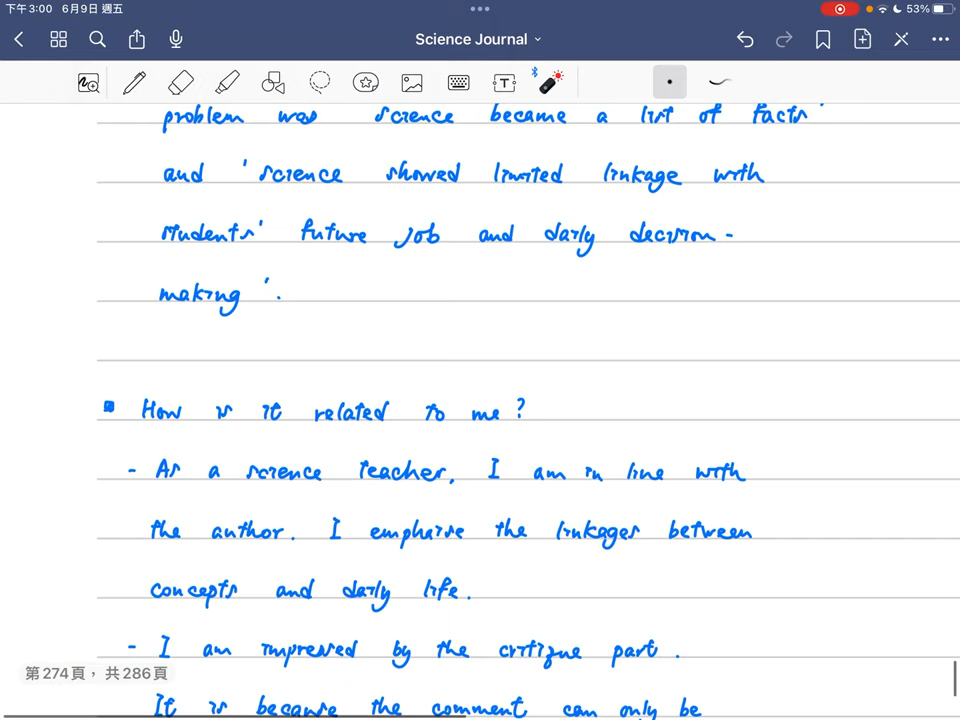 下午3:00 6月9日 週五
53%
Science Journal
problem was science became a list of facts'
and 'science showed limited linkage with
students' future job and daily decision-
making'.
How is it related to me?
- As a science teacher, I am in line with
the author. I emphaise the linkages between
concepts and daily life.
- I am impressed by the critique part.
第274頁，共286頁
It is because the comment can only be